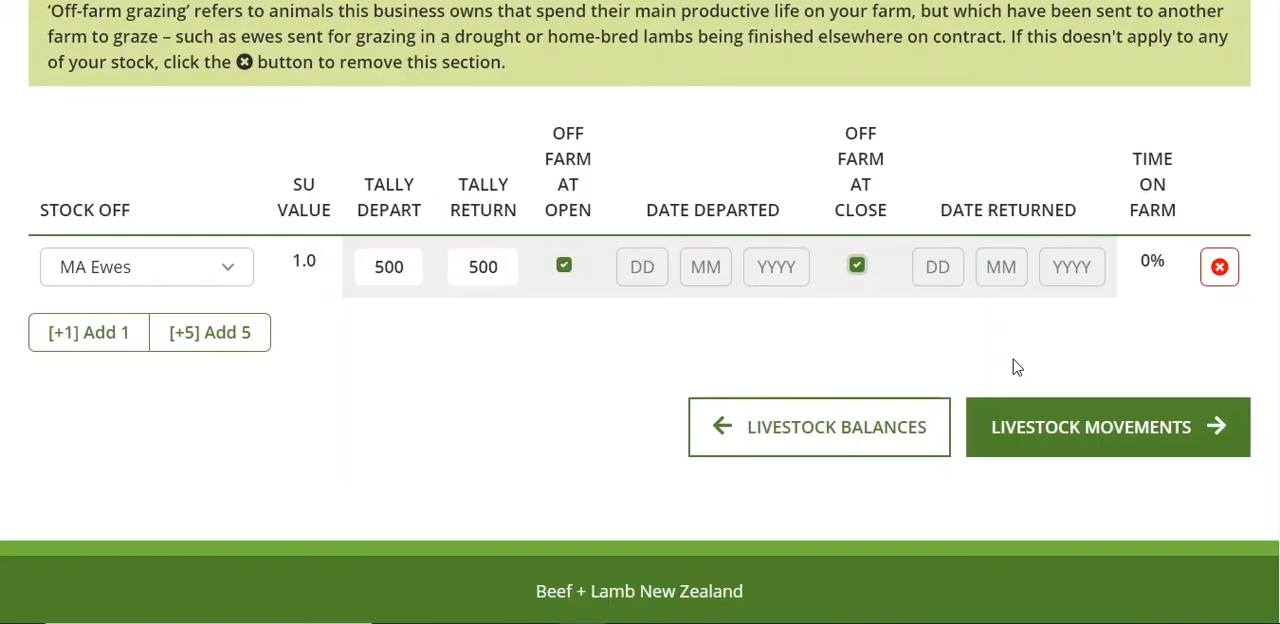 ‘Off-farm grazing’ refers to animals this business owns that spend their main productive life on your farm, but which have been sent to another
farm to graze – such as ewes sent for grazing in a drought or home-bred lambs being finished elsewhere on contract. If this doesn't apply to any
of your stock, click the button to remove this section.
STOCK OFF
SU
VALUE
TALLY
DEPART
TALLY
RETURN
OFF
FARM
AT
OPEN
DATE DEPARTED
OFF
FARM
AT
CLOSE
DATE RETURNED
TIME
ON
FARM
MA Ewes
1.0
500
500
DD
MM
YYYY
DD
MM
YYYY
0%
[+1] Add 1
[+5] Add 5
LIVESTOCK BALANCES
LIVESTOCK MOVEMENTS
Beef + Lamb New Zealand